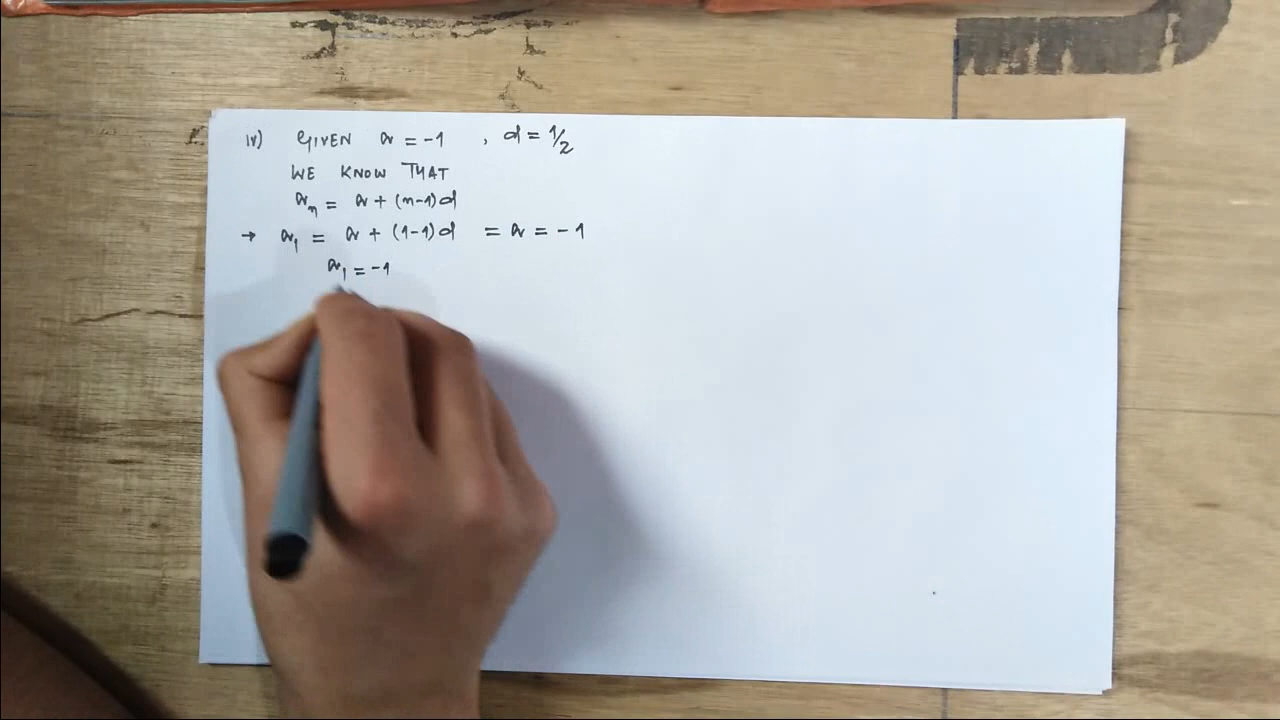 iv) GIVEN a = -1 , d = 1/2
WE KNOW THAT
aₙ = a + (n-1)d
→ a₁ = a + (1-1)d = a = -1
a₁ = -1